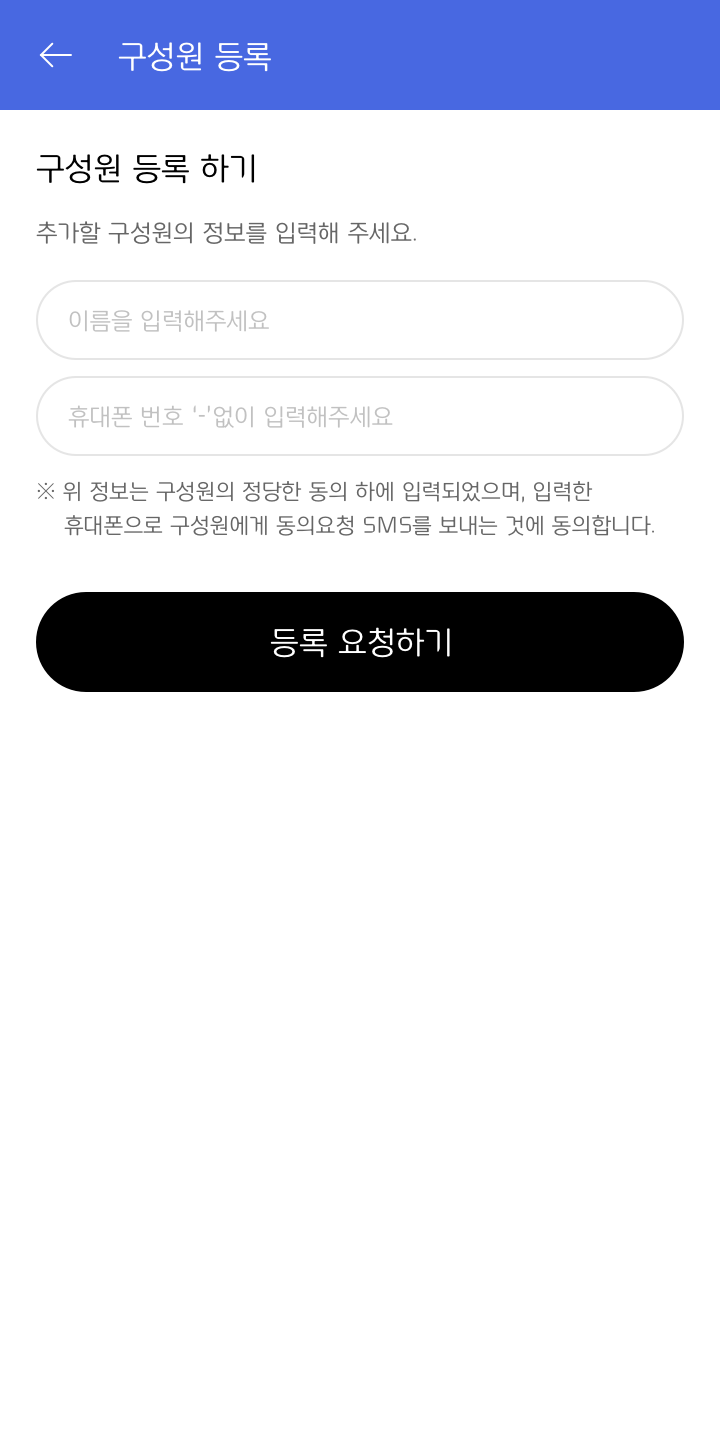 구성원 등록
구성원 등록 하기
추가할 구성원의 정보를 입력해 주세요.
이름을 입력해주세요
휴대폰 번호 ‘-’없이 입력해주세요
※ 위 정보는 구성원의 정당한 동의 하에 입력되었으며, 입력한
휴대폰으로 구성원에게 동의요청 SMS를 보내는 것에 동의합니다.
등록 요청하기